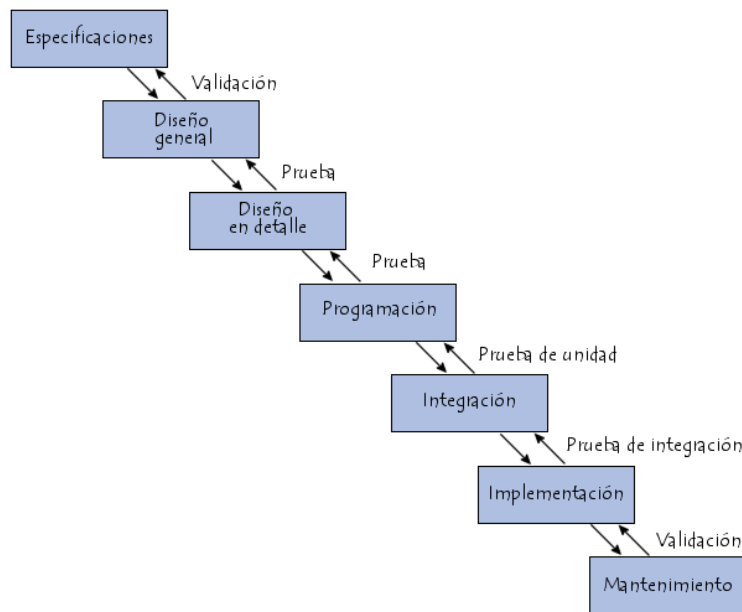 Especificaciones
Validación
Diseño
general
Prueba
Diseño
en detalle
Prueba
Programación
Prueba de unidad
Integración
Prueba de integración
Implementación
Validación
Mantenimiento